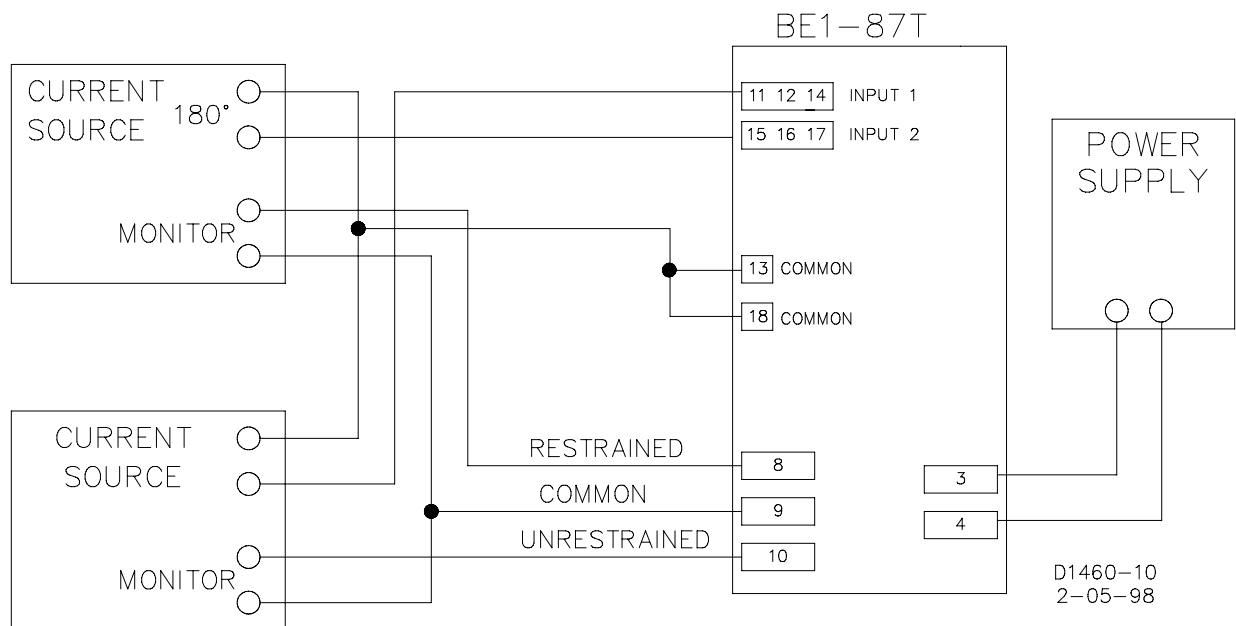 BE1-87T
CURRENT
SOURCE 180°
MONITOR
11 12 14 INPUT 1
15 16 17 INPUT 2
13 COMMON
18 COMMON
POWER
SUPPLY
CURRENT
SOURCE
MONITOR
RESTRAINED 8
COMMON 9
UNRESTRAINED 10
3
4
D1460-10
2-05-98